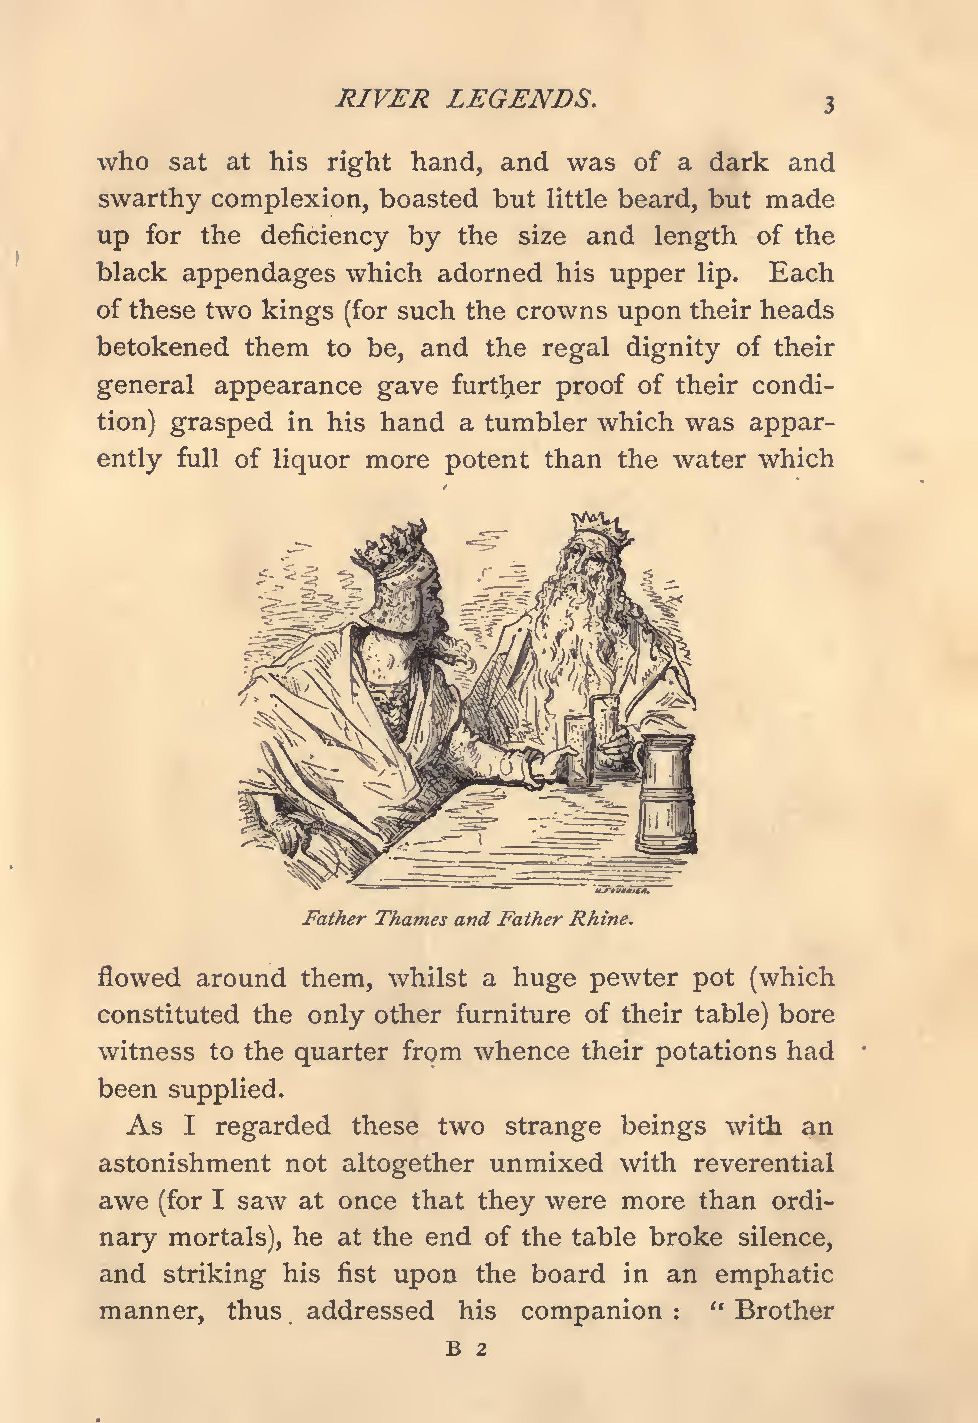 RIVER LEGENDS. 3
who sat at his right hand, and was of a dark and
swarthy complexion, boasted but little beard, but made
up for the deficiency by the size and length of the
black appendages which adorned his upper lip. Each
of these two kings (for such the crowns upon their heads
betokened them to be, and the regal dignity of their
general appearance gave further proof of their condi-
tion) grasped in his hand a tumbler which was appar-
ently full of liquor more potent than the water which
Father Thames and Father Rhine.
flowed around them, whilst a huge pewter pot (which
constituted the only other furniture of their table) bore
witness to the quarter from whence their potations had
been supplied.
As I regarded these two strange beings with an
astonishment not altogether unmixed with reverential
awe (for I saw at once that they were more than ordi-
nary mortals), he at the end of the table broke silence,
and striking his fist upon the board in an emphatic
manner, thus addressed his companion : “ Brother
B 2